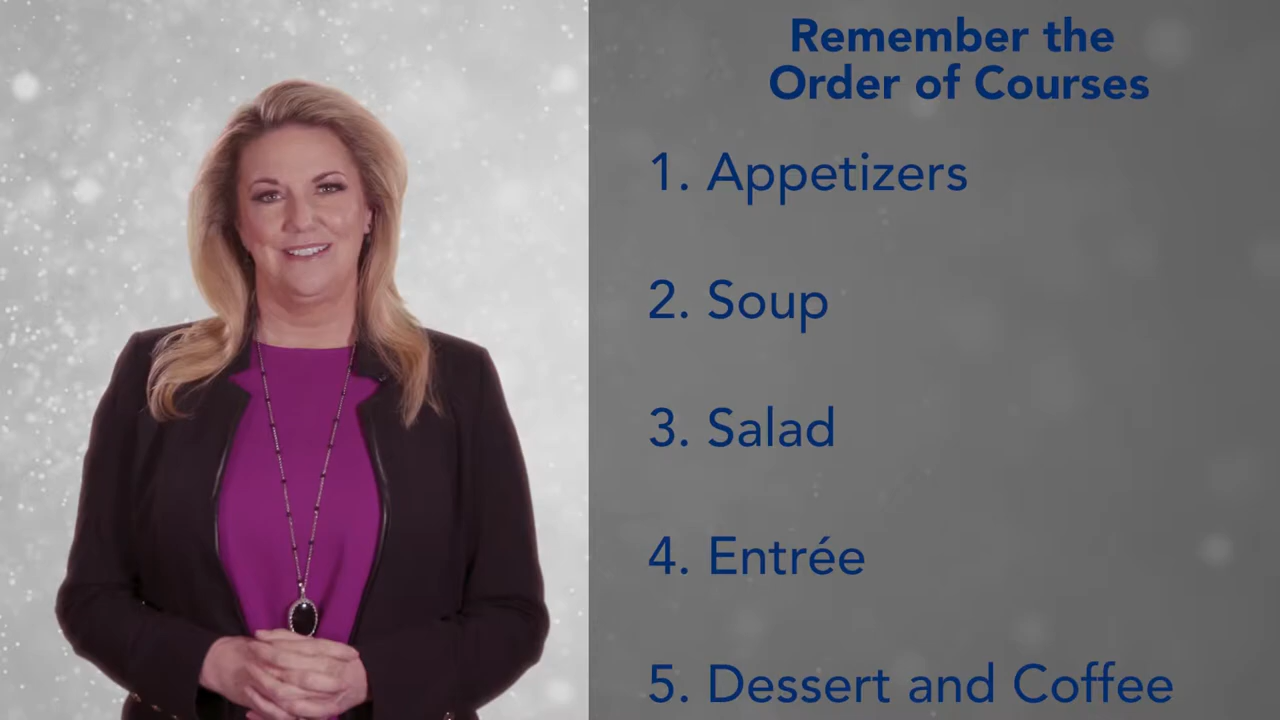 Remember the
Order of Courses
1. Appetizers
2. Soup
3. Salad
4. Entrée
5. Dessert and Coffee